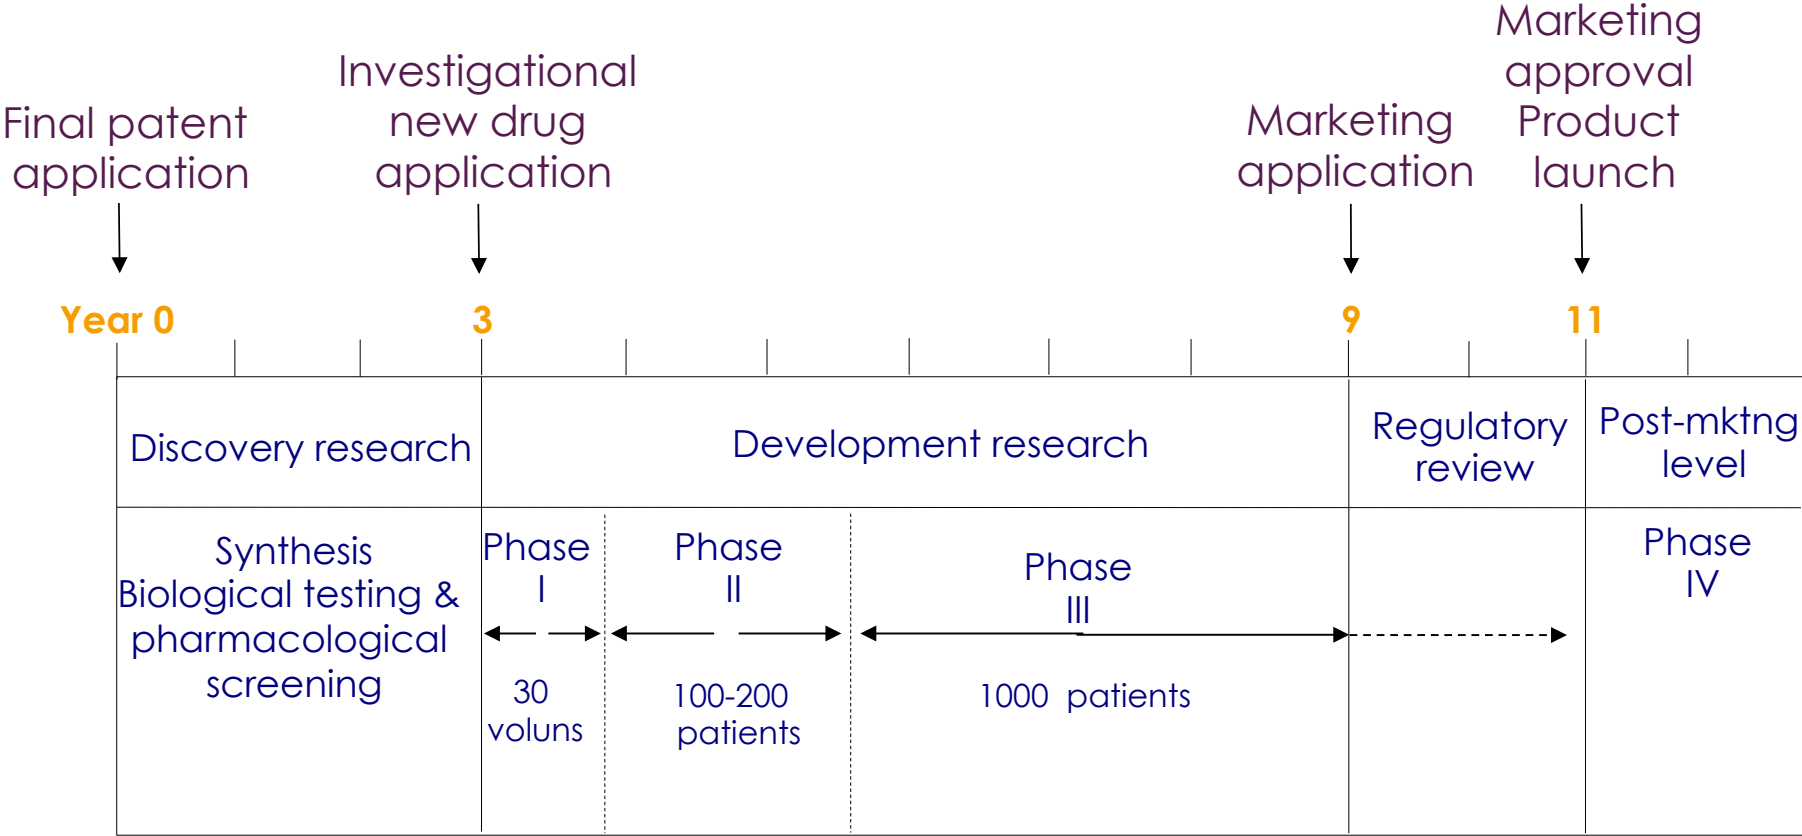 Final patent
application
Investigational
new drug
application
Marketing
application
Marketing
approval
Product
launch
Year 0
3
9
11
Discovery research
Development research
Regulatory
review
Post-mktng
level
Synthesis
Biological testing &
pharmacological
screening
Phase
I
30
voluns
Phase
II
100-200
patients
Phase
III
1000 patients
Phase
IV